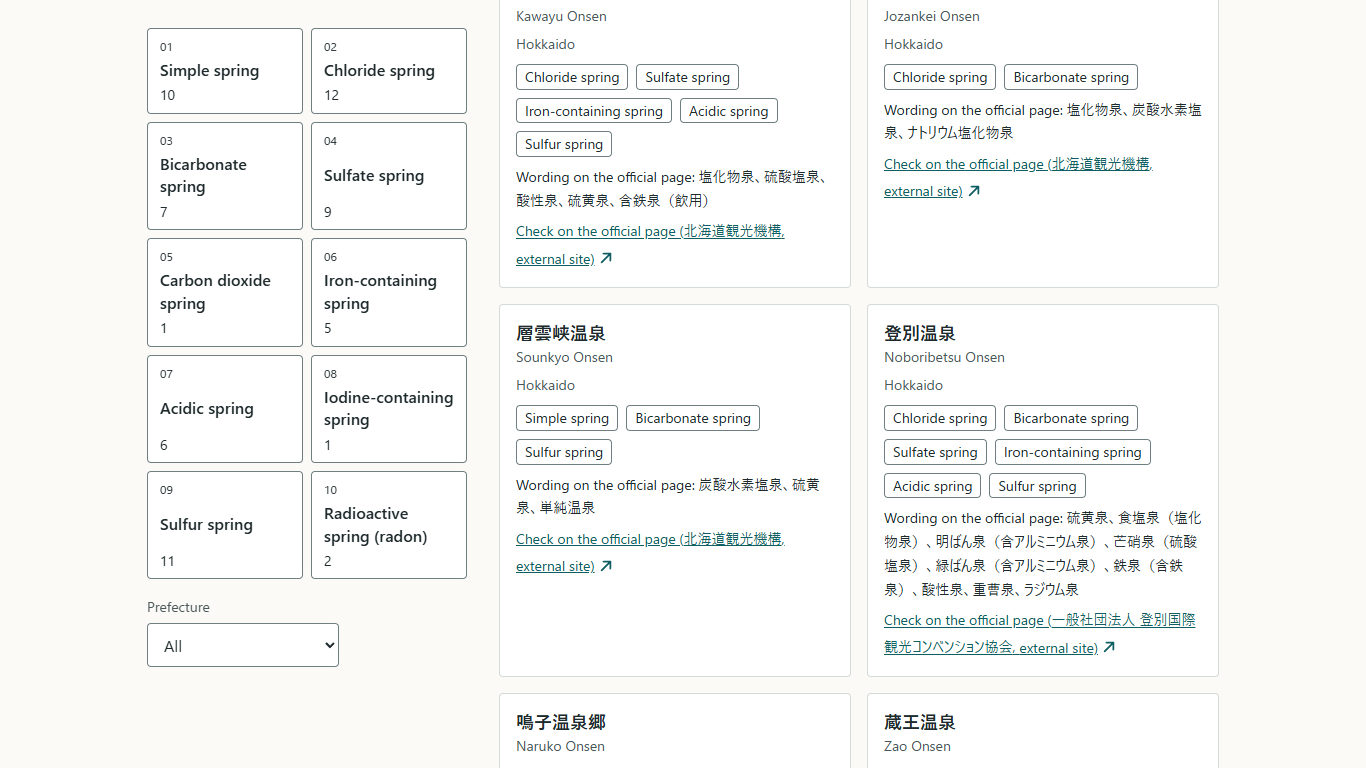 01
Simple spring
10
02
Chloride spring
12
03
Bicarbonate
spring
7
04
Sulfate spring
9
05
Carbon dioxide
spring
1
06
Iron-containing
spring
5
07
Acidic spring
6
08
Iodine-containing
spring
1
09
Sulfur spring
11
10
Radioactive
spring (radon)
2
Prefecture
All
Kawayu Onsen
Hokkaido
Chloride spring Sulfate spring
Iron-containing spring Acidic spring
Sulfur spring
Wording on the official page: 塩化物泉、硫酸塩泉、
酸性泉、硫黄泉、含鉄泉（飲用）
Check on the official page (北海道観光機構,
external site)
Jozankei Onsen
Hokkaido
Chloride spring Bicarbonate spring
Wording on the official page: 塩化物泉、炭酸水素塩
泉、ナトリウム塩化物泉
Check on the official page (北海道観光機構,
external site)
層雲峡温泉
Sounkyo Onsen
Hokkaido
Simple spring Bicarbonate spring
Sulfur spring
Wording on the official page: 炭酸水素塩泉、硫黄
泉、単純温泉
Check on the official page (北海道観光機構,
external site)
登別温泉
Noboribetsu Onsen
Hokkaido
Chloride spring Bicarbonate spring
Sulfate spring Iron-containing spring
Acidic spring Sulfur spring
Wording on the official page: 硫黄泉、食塩泉（塩化
物泉）、明ばん泉（含アルミニウム泉）、芒硝泉（硫酸
塩泉）、緑ばん泉（含アルミニウム泉）、鉄泉（含鉄
泉）、酸性泉、重曹泉、ラジウム泉
Check on the official page (一般社団法人 登別国際
観光コンベンション協会, external site)
鳴子温泉郷
Naruko Onsen
蔵王温泉
Zao Onsen